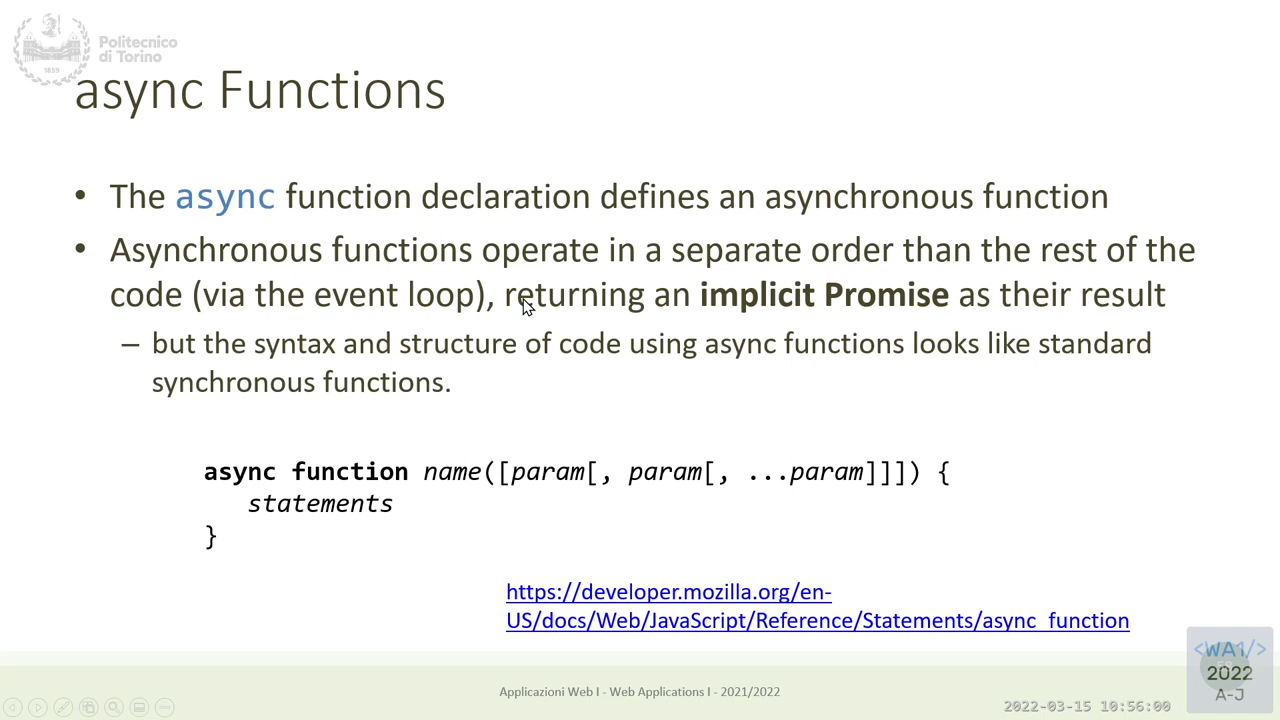 Politecnico
di Torino
1859
async Functions
• The async function declaration defines an asynchronous function
• Asynchronous functions operate in a separate order than the rest of the
code (via the event loop), returning an implicit Promise as their result
– but the syntax and structure of code using async functions looks like standard
synchronous functions.
async function name([param[, param[, ...param]]]) {
statements
}
https://developer.mozilla.org/en-
US/docs/Web/JavaScript/Reference/Statements/async_function
<WA1/>
2022
A-J
Applicazioni Web I - Web Applications I - 2021/2022
2022-03-15 10:56:00